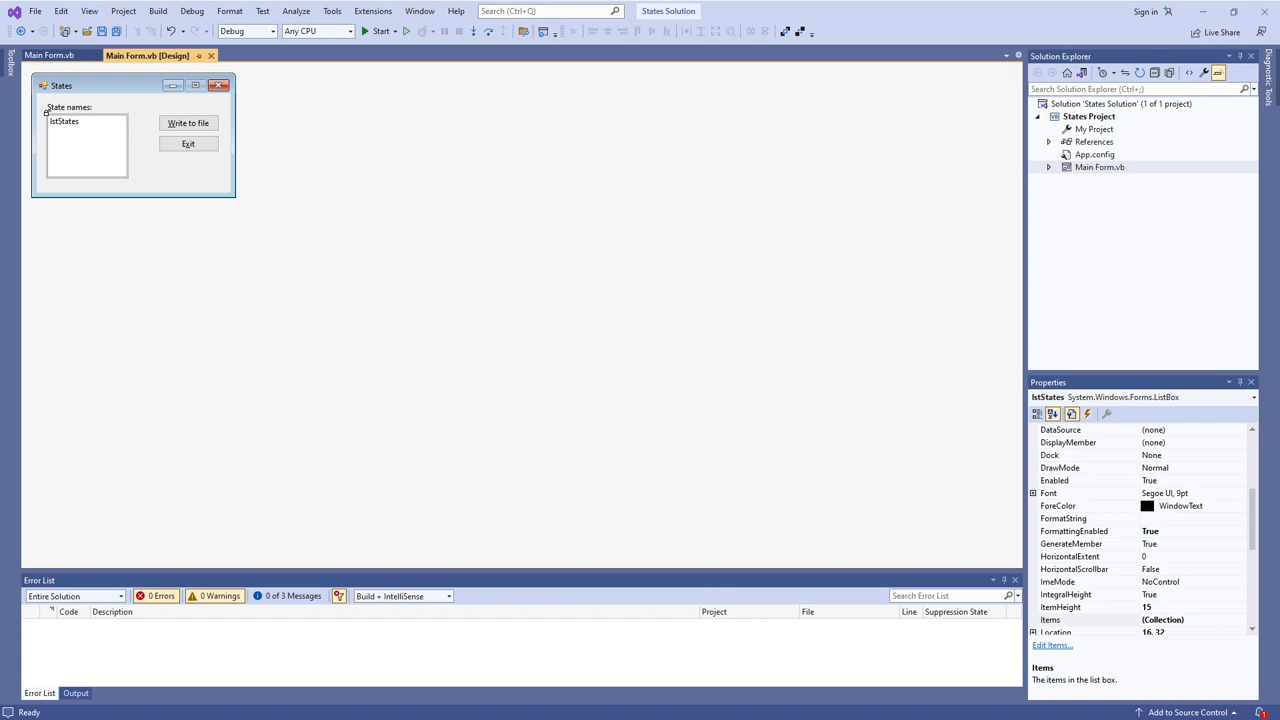 File Edit View Project Build Debug Format Test Analyze Tools Extensions Window Help Search (Ctrl+Q) States Solution Sign in
Debug Any CPU Start Live Share
Toolbox
Main Form.vb Main Form.vb [Design]
States
State names:
lstStates
Write to file
Exit
Solution Explorer
Search Solution Explorer (Ctrl+;)
Solution 'States Solution' (1 of 1 project)
VB States Project
My Project
References
App.config
Main Form.vb
Diagnostic Tools
Properties
lstStates System.Windows.Forms.ListBox
DataSource (none)
DisplayMember (none)
Dock None
DrawMode Normal
Enabled True
Font Segoe UI, 9pt
ForeColor WindowText
FormatString
FormattingEnabled True
GenerateMember True
HorizontalExtent 0
HorizontalScrollbar False
ImeMode NoControl
IntegralHeight True
ItemHeight 15
Items (Collection)
Location 16, 32
Edit Items...
Items
The items in the list box.
Error List
Entire Solution 0 Errors 0 Warnings 0 of 3 Messages Build + IntelliSense Search Error List
Code Description Project File Line Suppression State
Error List Output
Ready Add to Source Control 1